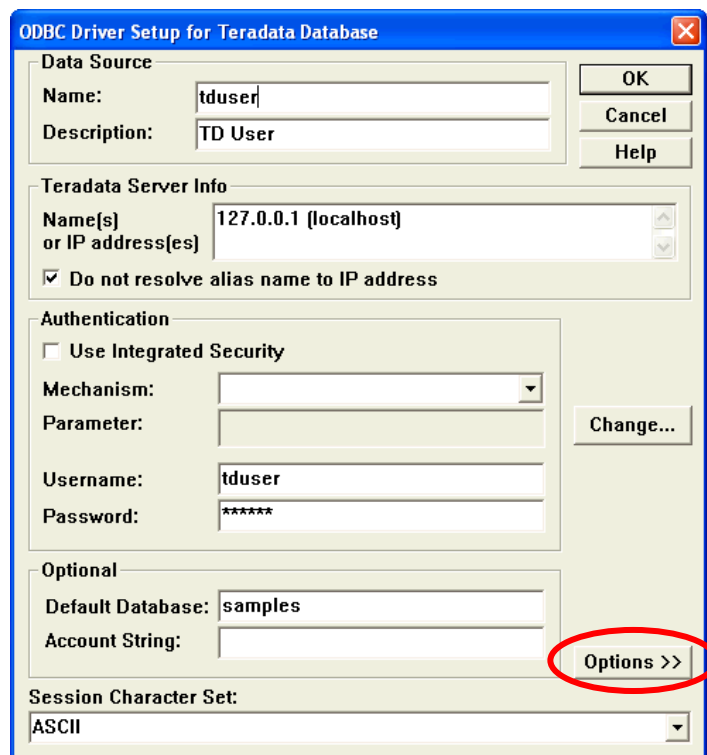 ODBC Driver Setup for Teradata Database
Data Source
Name: tduser
Description: TD User
OK
Cancel
Help
Teradata Server Info
Name(s)
or IP address(es)
127.0.0.1 (localhost)
Do not resolve alias name to IP address
Authentication
Use Integrated Security
Mechanism:
Parameter:
Change...
Username: tduser
Password: ******
Optional
Default Database: samples
Account String:
Options >>
Session Character Set:
ASCII